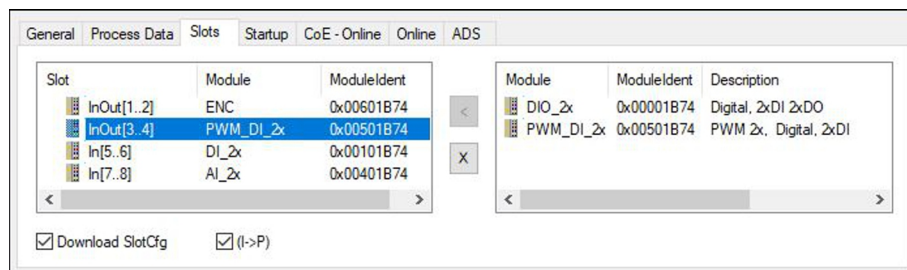 General Process Data Slots Startup CoE - Online Online ADS
Slot Module ModuleIdent
InOut[1..2] ENC 0x00601B74
InOut[3..4] PWM_DI_2x 0x00501B74
In[5..6] DI_2x 0x00101B74
In[7..8] AI_2x 0x00401B74
<
X
Module ModuleIdent Description
DIO_2x 0x00001B74 Digital, 2xDI 2xDO
PWM_DI_2x 0x00501B74 PWM 2x, Digital, 2xDI
Download SlotCfg (I->P)